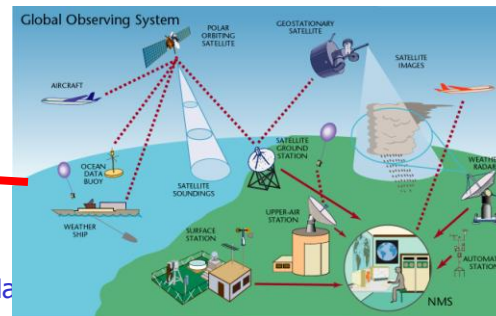 Global Observing System
POLAR
ORBITING
SATELLITE
GEOSTATIONARY
SATELLITE
SATELLITE
IMAGES
AIRCRAFT
OCEAN
DATA
BUOY
SATELLITE
SOUNDINGS
SATELLITE
GROUND
STATION
WEATHER
SHIP
UPPER-AIR
STATION
SURFACE
STATION
NMS